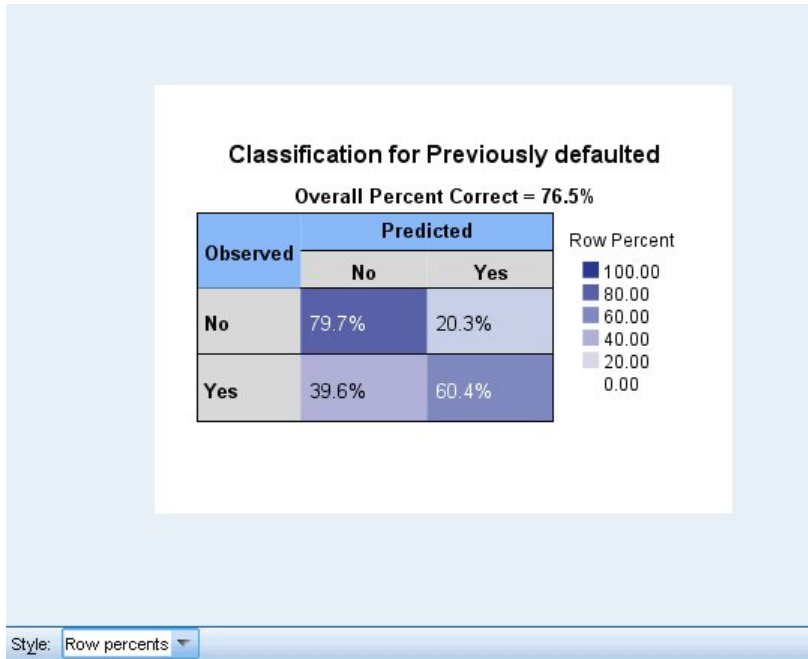 Classification for Previously defaulted
Overall Percent Correct = 76.5%
Observed Predicted
No Yes
No 79.7% 20.3%
Yes 39.6% 60.4%
Row Percent
100.00
80.00
60.00
40.00
20.00
0.00
Style: Row percents